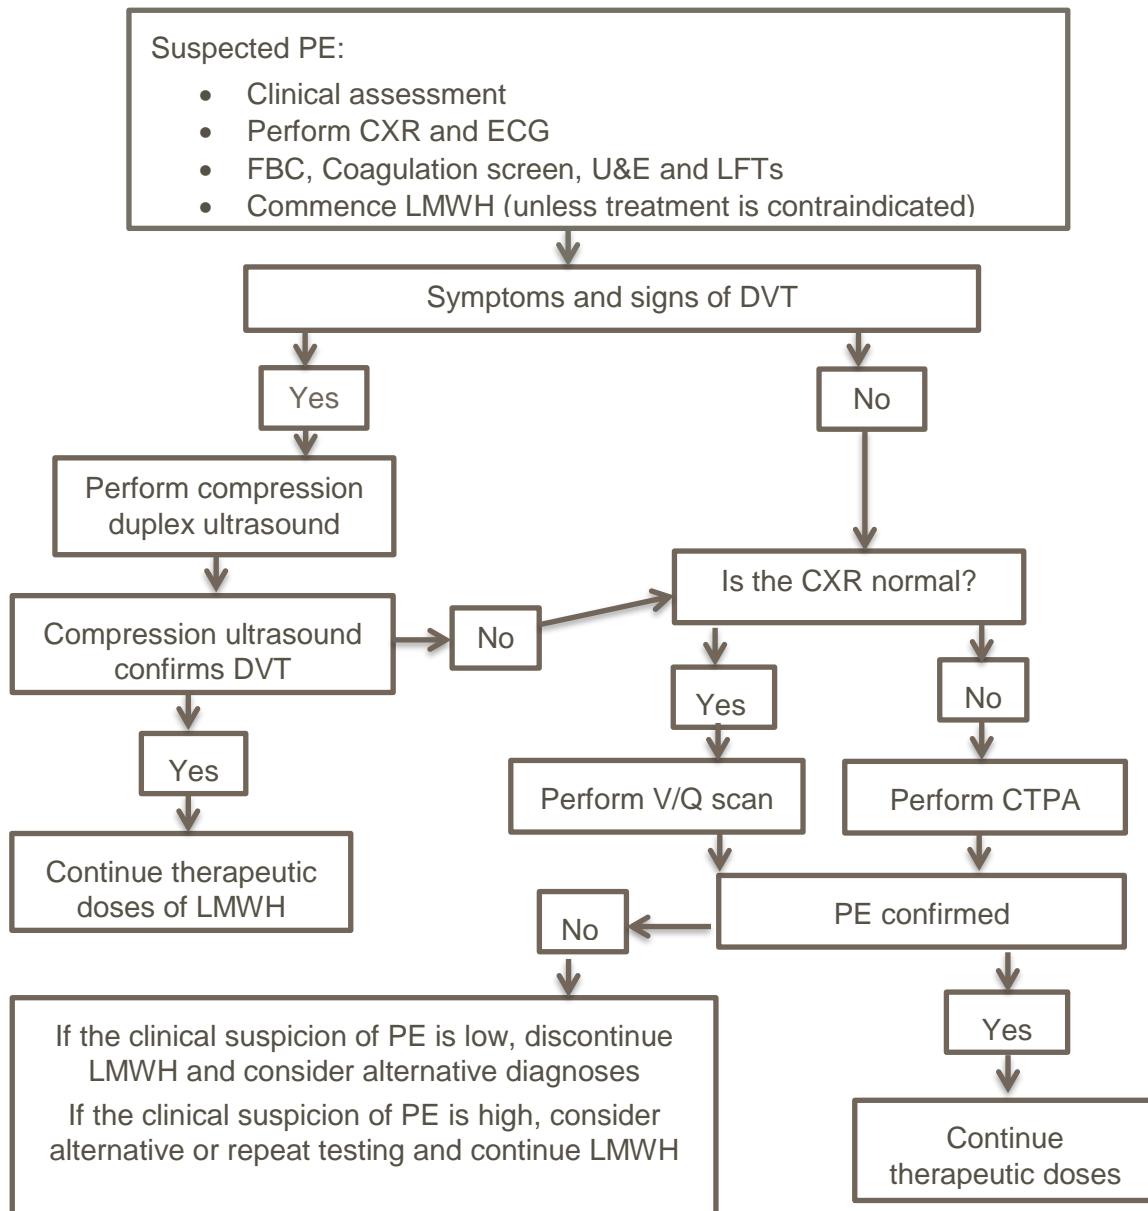 Suspected PE:
• Clinical assessment
• Perform CXR and ECG
• FBC, Coagulation screen, U&E and LFTs
• Commence LMWH (unless treatment is contraindicated)
Symptoms and signs of DVT
Yes
No
Perform compression
duplex ultrasound
Is the CXR normal?
Compression ultrasound
confirms DVT
No
Yes
No
Yes
Perform V/Q scan
Perform CTPA
Continue therapeutic
doses of LMWH
PE confirmed
No
Yes
If the clinical suspicion of PE is low, discontinue
LMWH and consider alternative diagnoses
If the clinical suspicion of PE is high, consider
alternative or repeat testing and continue LMWH
Continue
therapeutic doses